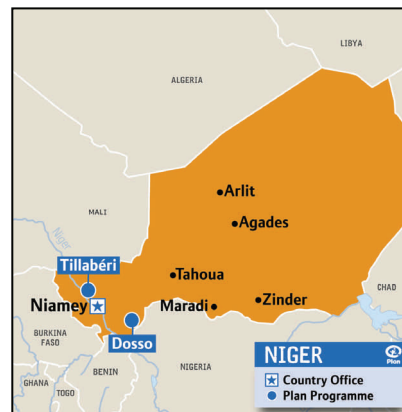 LIBYA
ALGERIA
MALI
Niger
Arlit
Agades
Tillabéri
Tahoua
CHAD
Niamey
Maradi
Zinder
BURKINA
FASO
Dosso
BENIN
NIGERIA
GHANA
TOGO
NIGER
Plan
Country Office
Plan Programme